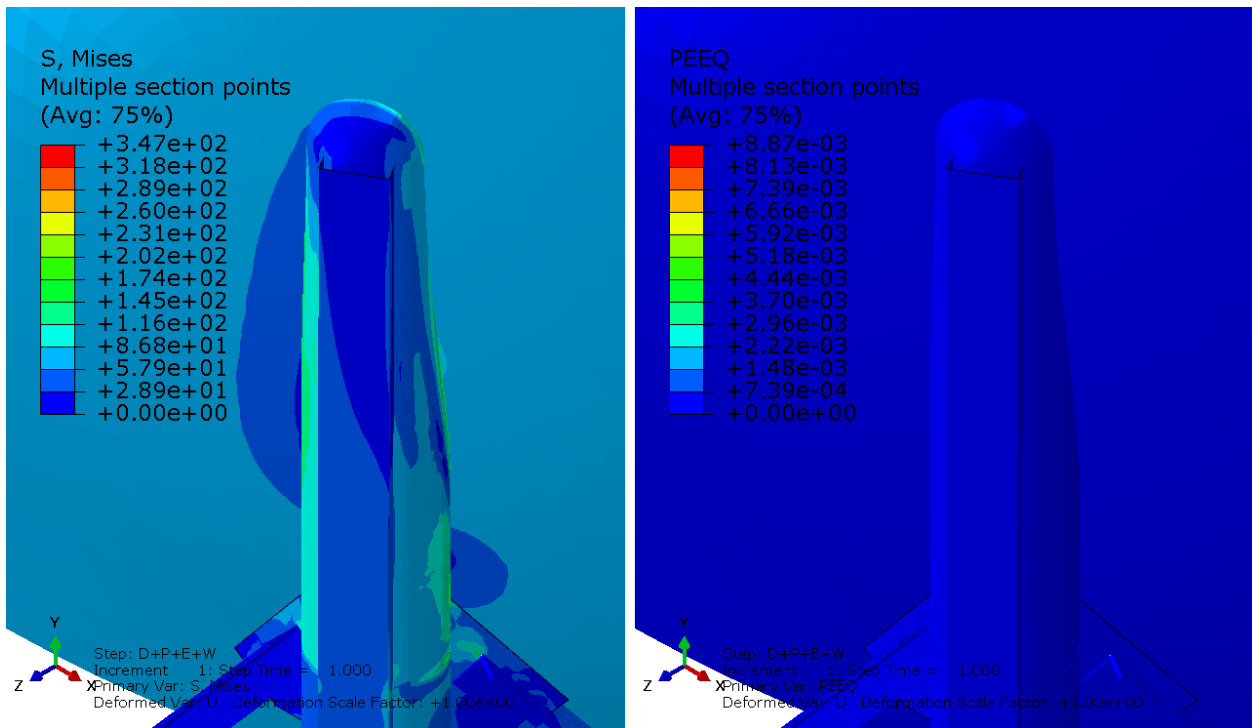 S, Mises
Multiple section points
(Avg: 75%)
+3.47e+02
+3.18e+02
+2.89e+02
+2.60e+02
+2.31e+02
+2.02e+02
+1.74e+02
+1.45e+02
+1.16e+02
+8.68e+01
+5.79e+01
+2.89e+01
+0.00e+00
Y
Z
X
Step: D+P+E+W
Increment 1: Step Time = 1.000
Primary Var: S, Mises
Deformed Var: U Deformation Scale Factor: +1.00e+00
PEEQ
Multiple section points
(Avg: 75%)
+8.87e-03
+8.13e-03
+7.39e-03
+6.66e-03
+5.92e-03
+5.18e-03
+4.44e-03
+3.70e-03
+2.96e-03
+2.22e-03
+1.48e-03
+7.39e-04
+0.00e+00
Y
Z
X
Step: D+P+E+W
Increment 1: Step Time = 1.000
Primary Var: PEEQ
Deformed Var: U Deformation Scale Factor: +1.00e+00